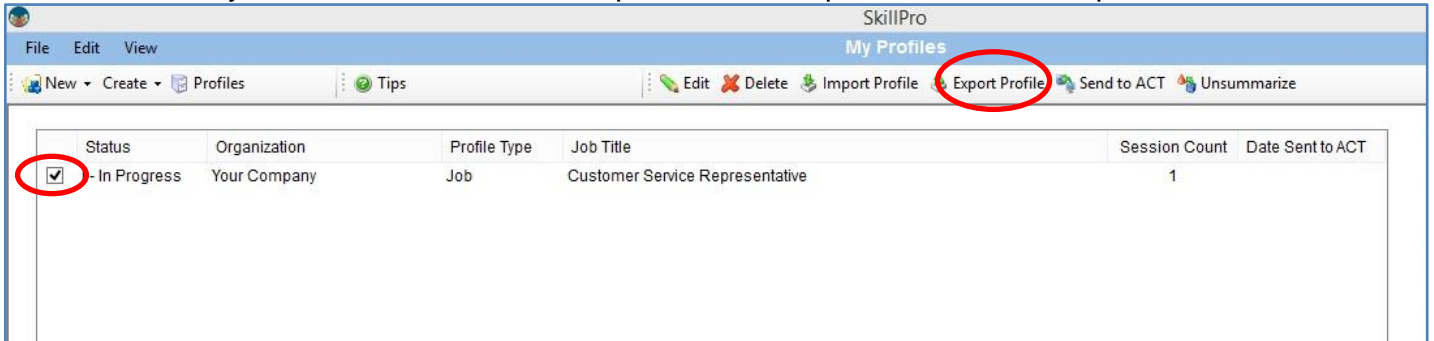 SkillPro
File Edit View My Profiles
New Create Profiles Tips Edit Delete Import Profile Export Profile Send to ACT Unsummarize
Status Organization Profile Type Job Title Session Count Date Sent to ACT
- In Progress Your Company Job Customer Service Representative 1